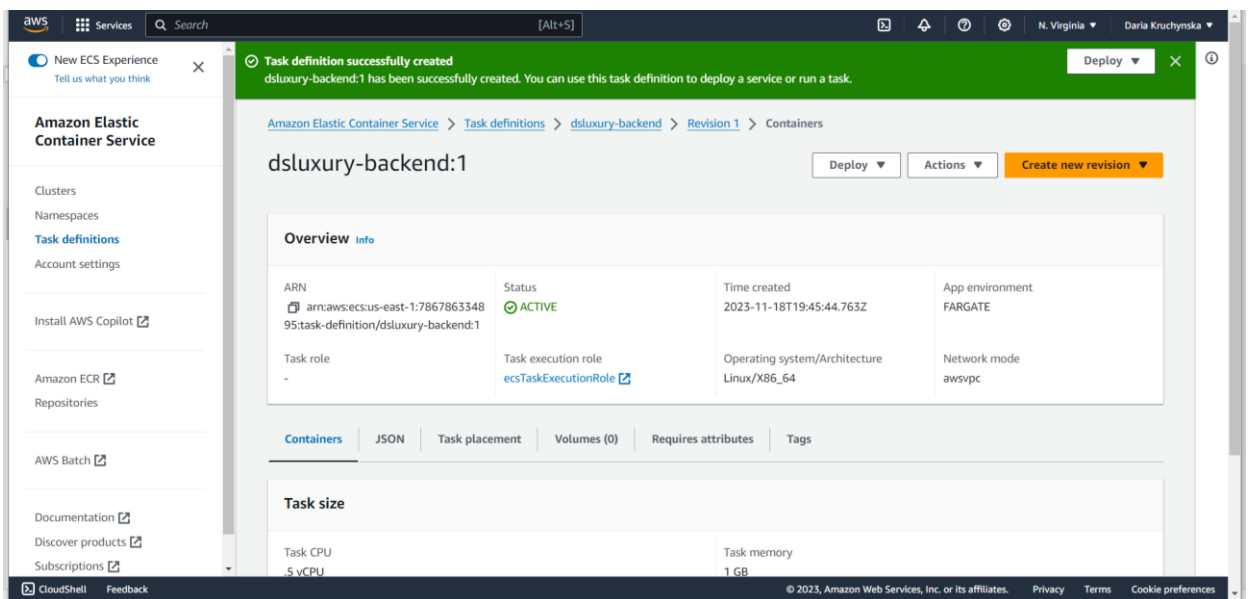 aws
Services
Search
[Alt+S]
N. Virginia
Daria Kruchynska
New ECS Experience
Tell us what you think
Amazon Elastic
Container Service
Clusters
Namespaces
Task definitions
Account settings
Install AWS Copilot
Amazon ECR
Repositories
AWS Batch
Documentation
Discover products
Subscriptions
Task definition successfully created
dsluxury-backend:1 has been successfully created. You can use this task definition to deploy a service or run a task.
Deploy
Amazon Elastic Container Service > Task definitions > dsluxury-backend > Revision 1 > Containers
dsluxury-backend:1
Deploy
Actions
Create new revision
Overview Info
ARN
arn:aws:ecs:us-east-1:7867863348
95:task-definition/dsluxury-backend:1
Status
ACTIVE
Time created
2023-11-18T19:45:44.763Z
App environment
FARGATE
Task role
-
Task execution role
ecsTaskExecutionRole
Operating system/Architecture
Linux/X86_64
Network mode
awsvpc
Containers
JSON
Task placement
Volumes (0)
Requires attributes
Tags
Task size
Task CPU
.5 vCPU
Task memory
1 GB
CloudShell
Feedback
© 2023, Amazon Web Services, Inc. or its affiliates.
Privacy
Terms
Cookie preferences